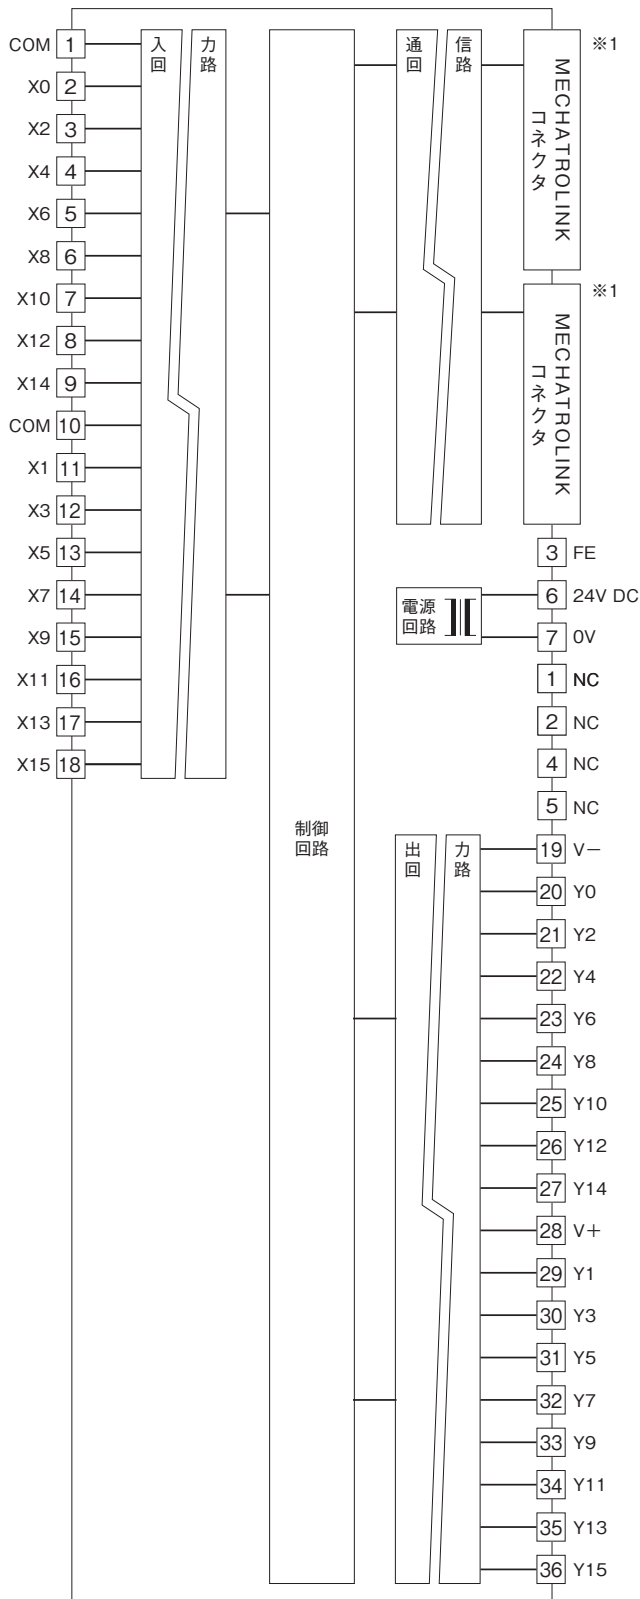 COM 1
X0 2
X2 3
X4 4
X6 5
X8 6
X10 7
X12 8
X14 9
COM 10
X1 11
X3 12
X5 13
X7 14
X9 15
X11 16
X13 17
X15 18
入力
回路
制御
回路
通信
回路
MECHATROLINK
コネクタ
※1
MECHATROLINK
コネクタ
※1
3 FE
電源
回路
6 24V DC
7 0V
1 NC
2 NC
4 NC
5 NC
出力
回路
19 V−
20 Y0
21 Y2
22 Y4
23 Y6
24 Y8
25 Y10
26 Y12
27 Y14
28 V+
29 Y1
30 Y3
31 Y5
32 Y7
33 Y9
34 Y11
35 Y13
36 Y15